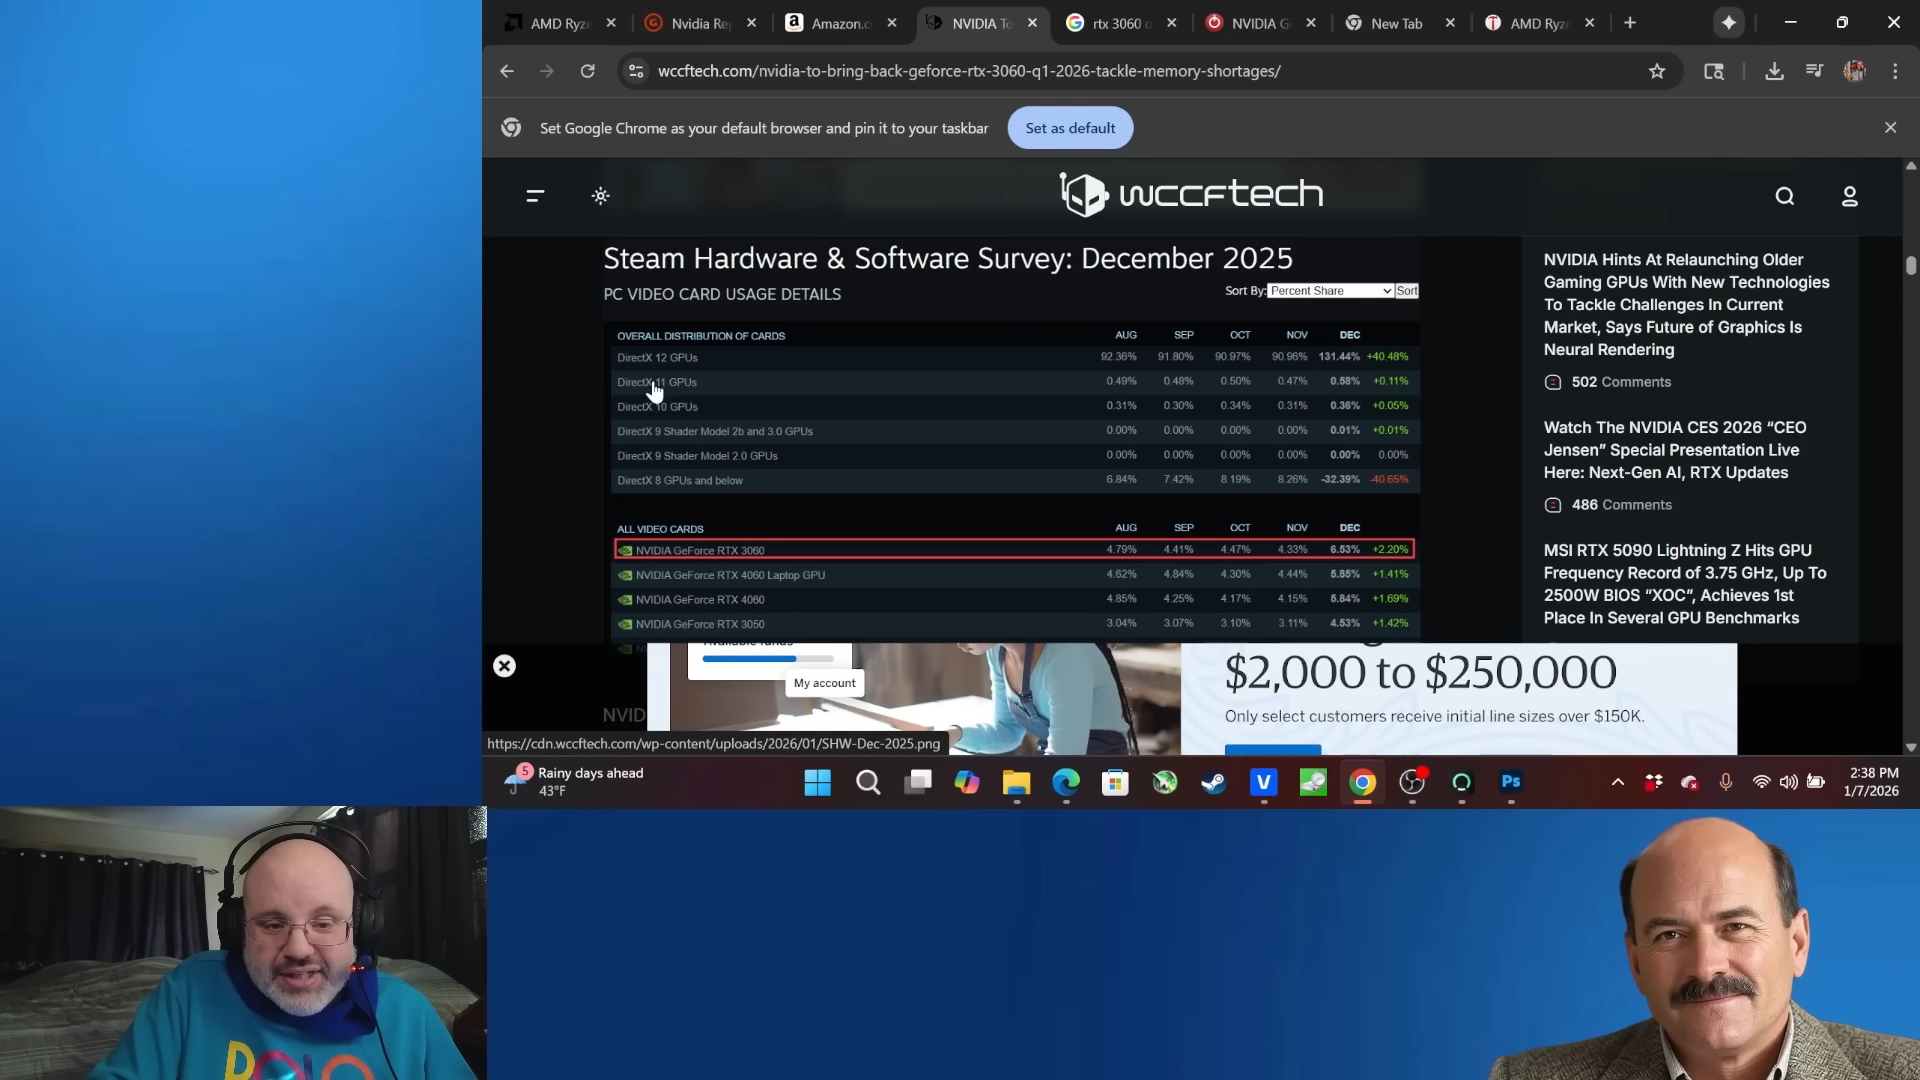 AMD Ryze
Nvidia Re
Amazon.c
NVIDIA To
rtx 3060 o
NVIDIA G
New Tab
AMD Ryz
wccftech.com/nvidia-to-bring-back-geforce-rtx-3060-q1-2026-tackle-memory-shortages/
Set Google Chrome as your default browser and pin it to your taskbar
Set as default
wccftech
Steam Hardware & Software Survey: December 2025
PC VIDEO CARD USAGE DETAILS
Sort By: Percent Share Sort
OVERALL DISTRIBUTION OF CARDS AUG SEP OCT NOV DEC
DirectX 12 GPUs 92.36% 91.80% 90.97% 90.96% 131.44% +40.48%
DirectX 11 GPUs 0.49% 0.48% 0.50% 0.47% 0.58% +0.11%
DirectX 10 GPUs 0.31% 0.30% 0.34% 0.31% 0.36% +0.05%
DirectX 9 Shader Model 2b and 3.0 GPUs 0.00% 0.00% 0.00% 0.00% 0.01% +0.01%
DirectX 9 Shader Model 2.0 GPUs 0.00% 0.00% 0.00% 0.00% 0.00% 0.00%
DirectX 8 GPUs and below 6.84% 7.42% 8.19% 8.26% -32.39% -40.65%
ALL VIDEO CARDS AUG SEP OCT NOV DEC
NVIDIA GeForce RTX 3060 4.79% 4.41% 4.47% 4.33% 6.53% +2.20%
NVIDIA GeForce RTX 4060 Laptop GPU 4.62% 4.84% 4.30% 4.44% 5.85% +1.41%
NVIDIA GeForce RTX 4060 4.85% 4.25% 4.17% 4.15% 5.84% +1.69%
NVIDIA GeForce RTX 3050 3.04% 3.07% 3.10% 3.11% 4.53% +1.42%
NVIDIA Hints At Relaunching Older
Gaming GPUs With New Technologies
To Tackle Challenges In Current
Market, Says Future of Graphics Is
Neural Rendering
502 Comments
Watch The NVIDIA CES 2026 “CEO
Jensen” Special Presentation Live
Here: Next-Gen AI, RTX Updates
486 Comments
MSI RTX 5090 Lightning Z Hits GPU
Frequency Record of 3.75 GHz, Up To
2500W BIOS “XOC”, Achieves 1st
Place In Several GPU Benchmarks
My account
$2,000 to $250,000
Only select customers receive initial line sizes over $150K.
NVID
https://cdn.wccftech.com/wp-content/uploads/2026/01/SHW-Dec-2025.png
5
Rainy days ahead
43°F
V
Ps
2:38 PM
1/7/2026